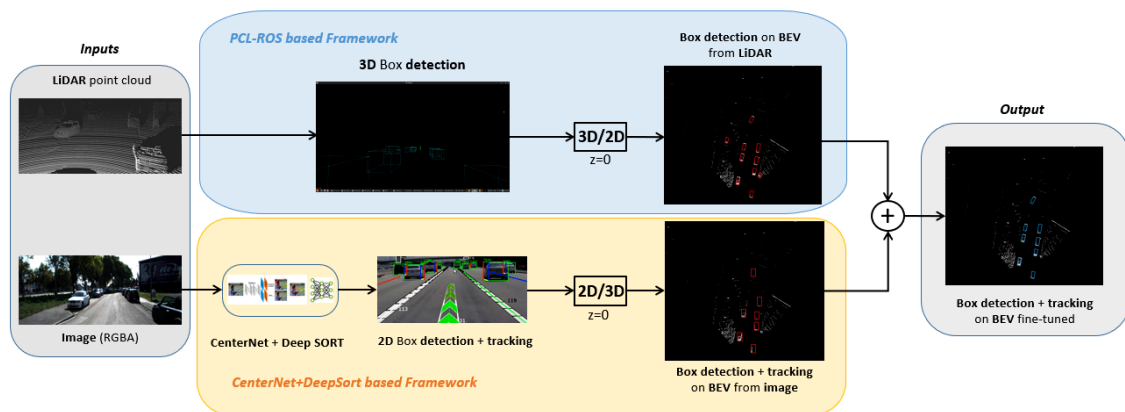 Inputs
LiDAR point cloud
Image (RGBA)
PCL-ROS based Framework
3D Box detection
3D/2D
z=0
Box detection on BEV
from LiDAR
CenterNet + Deep SORT
2D Box detection + tracking
2D/3D
z=0
Box detection + tracking
on BEV from image
CenterNet+DeepSort based Framework
+
Output
Box detection + tracking
on BEV fine-tuned